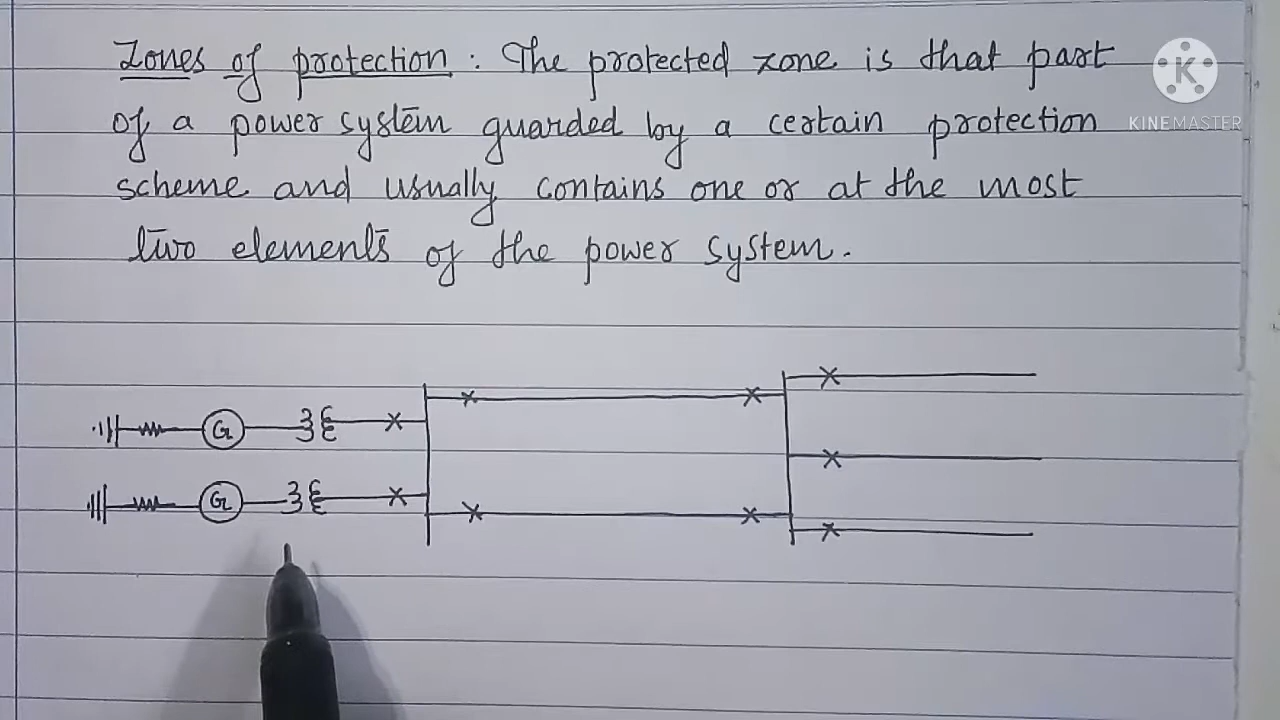 Zones of protection : The protected zone is that part
of a power system guarded by a certain protection
scheme and usually contains one or at the most
two elements of the power system.
K
KINEMASTER
G
G